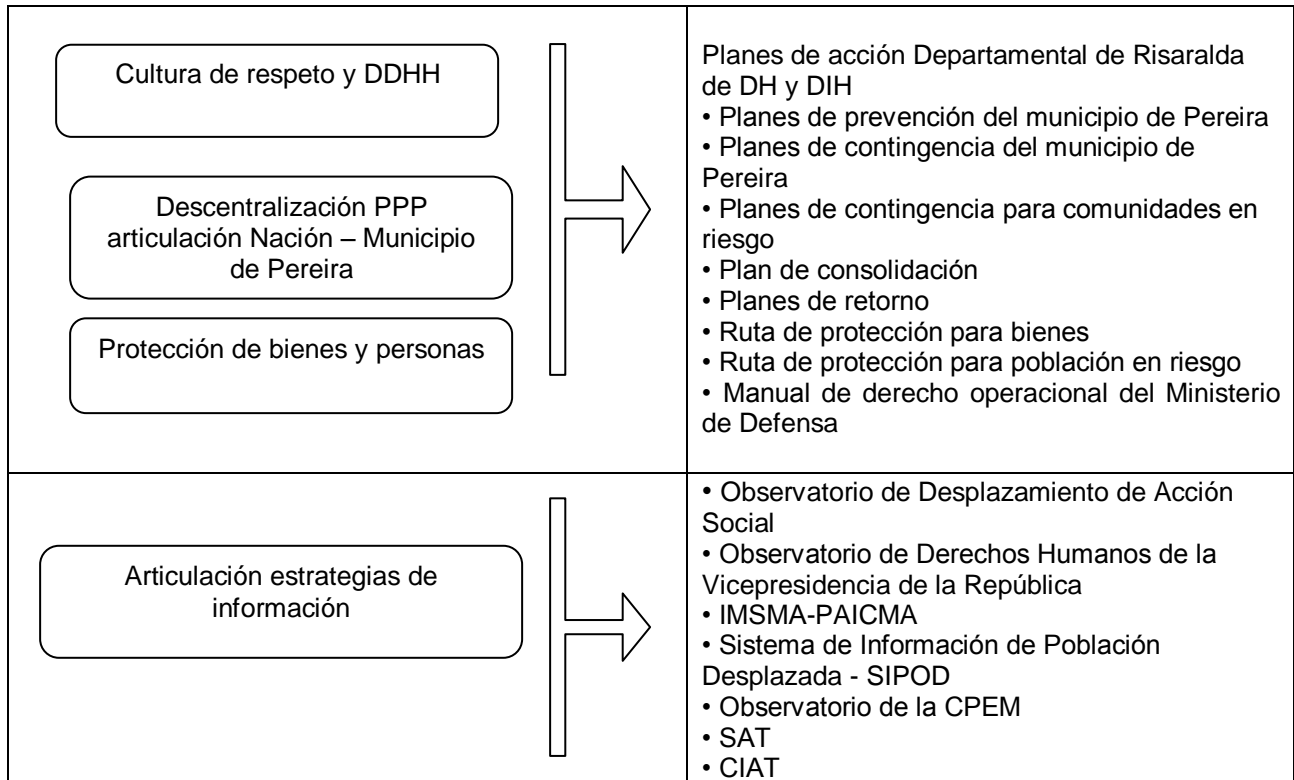 Cultura de respeto y DDHH
Descentralización PPP
articulación Nación – Municipio
de Pereira
Protección de bienes y personas
Planes de acción Departamental de Risaralda
de DH y DIH
• Planes de prevención del municipio de Pereira
• Planes de contingencia del municipio de
Pereira
• Planes de contingencia para comunidades en
riesgo
• Plan de consolidación
• Planes de retorno
• Ruta de protección para bienes
• Ruta de protección para población en riesgo
• Manual de derecho operacional del Ministerio
de Defensa
Articulación estrategias de
información
• Observatorio de Desplazamiento de Acción
Social
• Observatorio de Derechos Humanos de la
Vicepresidencia de la República
• IMSMA-PAICMA
• Sistema de Información de Población
Desplazada - SIPOD
• Observatorio de la CPEM
• SAT
• CIAT